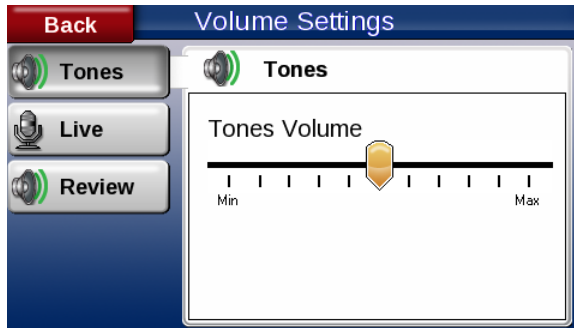 Back
Volume Settings
Tones
Live
Review
Tones
Tones Volume
Min
Max